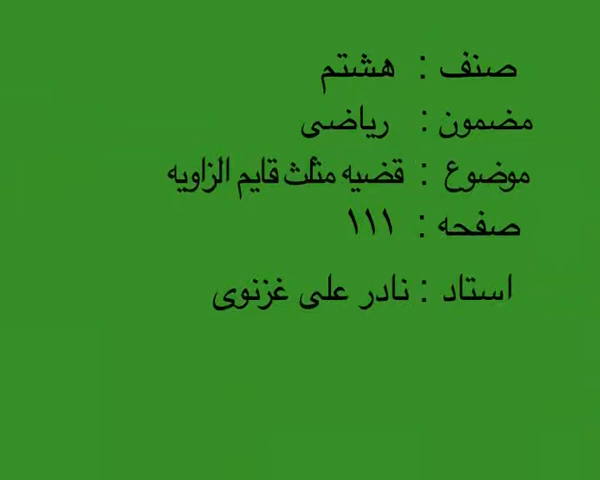 صنف : هشتم
مضمون : ریاضی
موضوع : قضیه مثلث قایم الزاویه
صفحه : ۱۱۱
استاد : نادر علی غزنوی